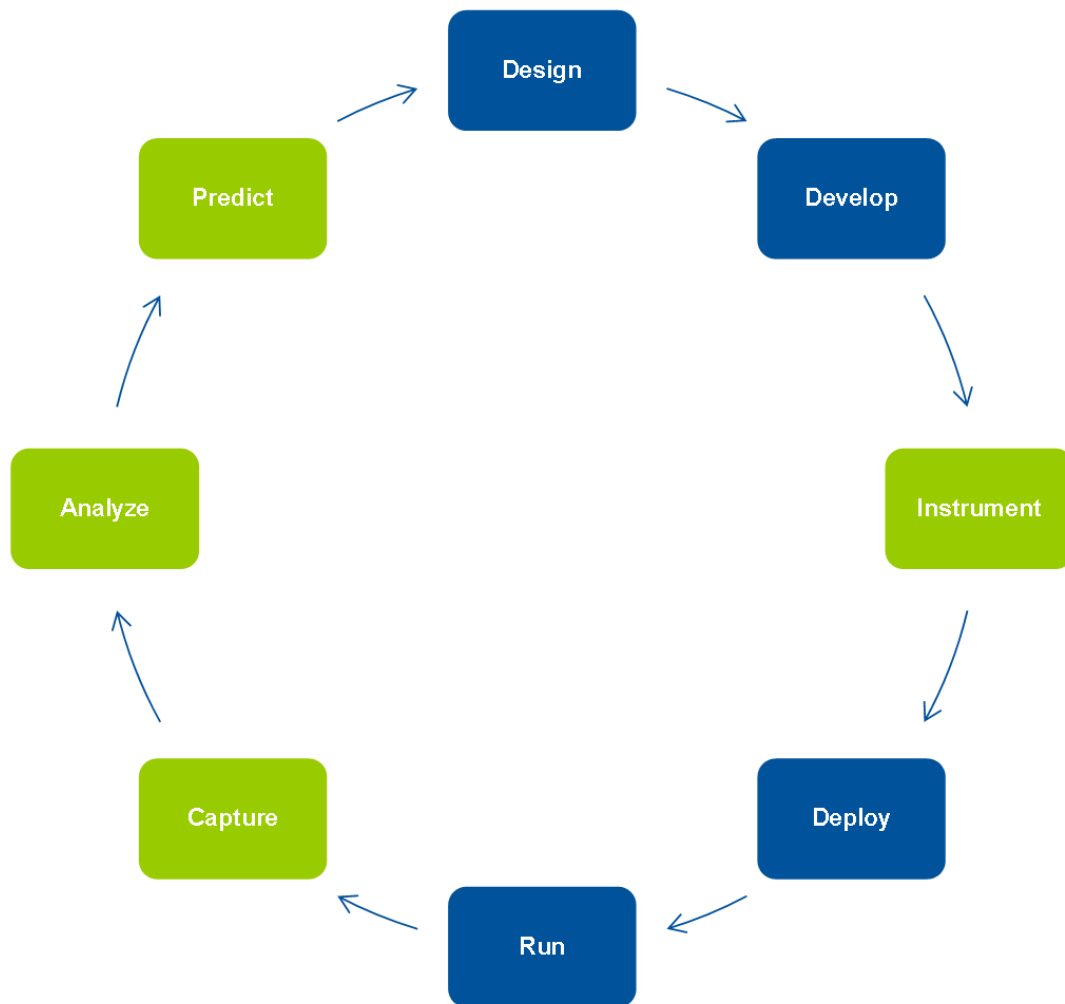 Design
Develop
Instrument
Deploy
Run
Capture
Analyze
Predict